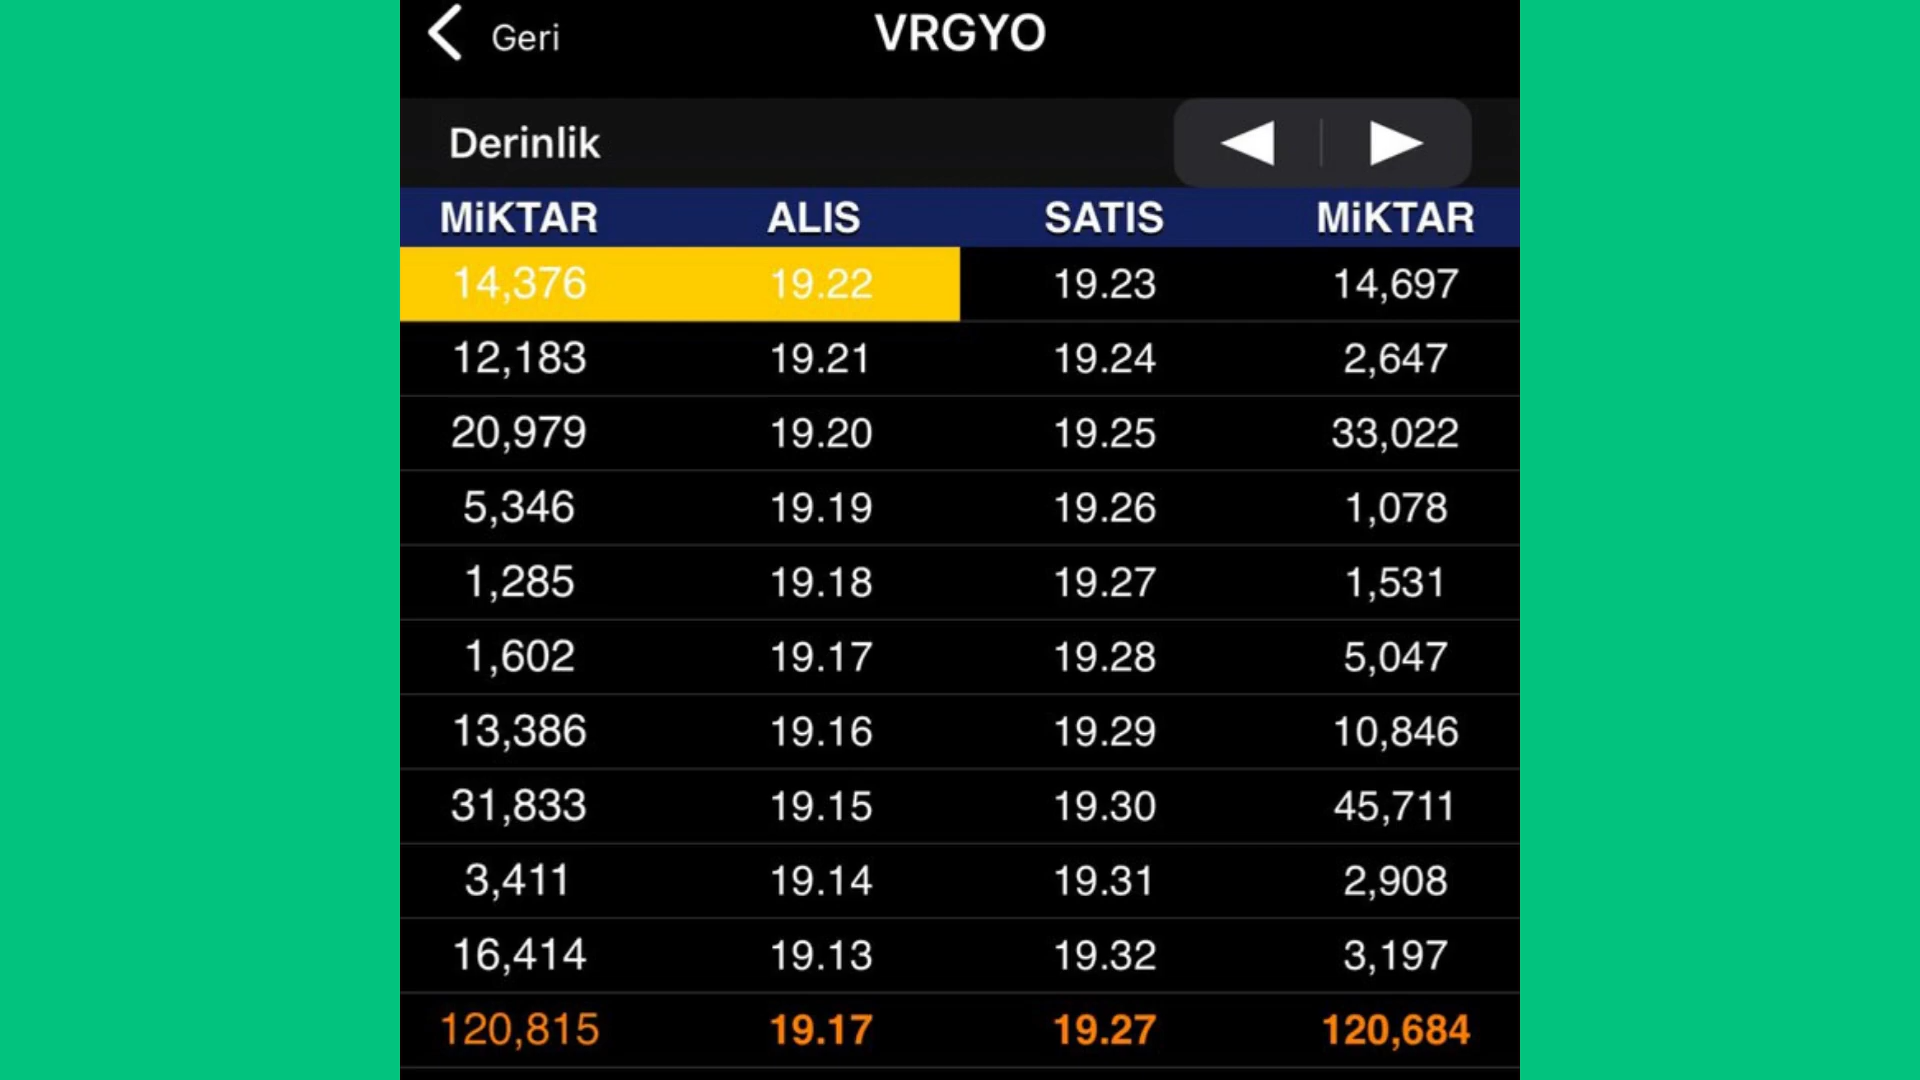 Geri VRGYO
Derinlik
MiKTAR ALIS SATIS MiKTAR
14,376 19.22 19.23 14,697
12,183 19.21 19.24 2,647
20,979 19.20 19.25 33,022
5,346 19.19 19.26 1,078
1,285 19.18 19.27 1,531
1,602 19.17 19.28 5,047
13,386 19.16 19.29 10,846
31,833 19.15 19.30 45,711
3,411 19.14 19.31 2,908
16,414 19.13 19.32 3,197
120,815 19.17 19.27 120,684